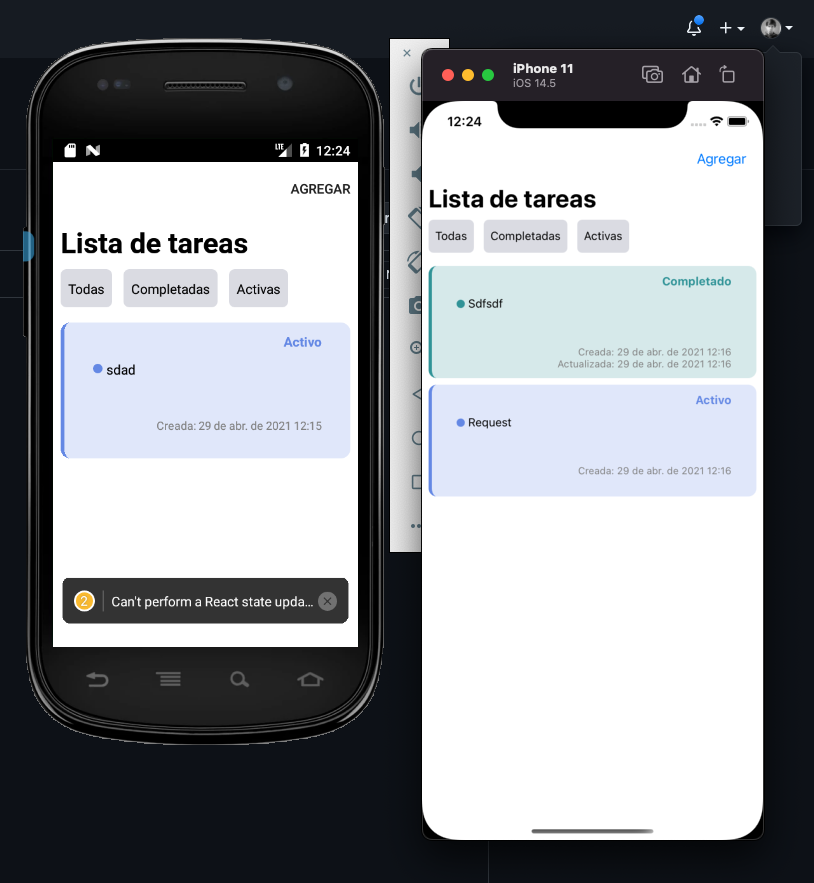 LTE
12:24
AGREGAR
Lista de tareas
Todas
Completadas
Activas
Activo
sdad
Creada: 29 de abr. de 2021 12:15
2
Can't perform a React state upda...
iPhone 11
iOS 14.5
12:24
Agregar
Lista de tareas
Todas
Completadas
Activas
Completado
Sdfsdf
Creada: 29 de abr. de 2021 12:16
Actualizada: 29 de abr. de 2021 12:16
Activo
Request
Creada: 29 de abr. de 2021 12:16